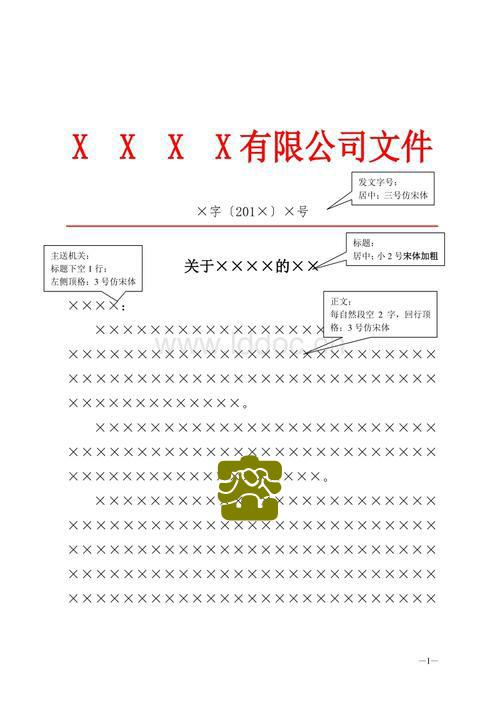 X X X X有限公司文件
发文字号：
居中；三号仿宋体
×字〔201×〕×号
标题：
居中；小2号宋体加粗
主送机关：
标题下空1行；
左侧顶格；3号仿宋体
关于××××的××
××××：
正文：
每自然段空2字，回行顶
格；3号仿宋体
×××××××××××××××××
××××××××××××××××××××××××××××
www.lddoc.c
××××××××××××××××××××××××××××
×××××××××××××。
××××××××××××××××××××××××××
××××××××××××××××××××××××××××
×××××××××××××××××××。
××××××××××××××××××××××××××
××××××××××××××××××××××××××××
××××××××××××××××××××××××××××
××××××××××××××××××××××××××××
××××××××××××××××××××××××××××
—1—